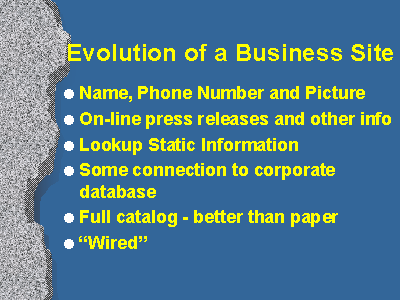 Evolution of a Business Site
● Name, Phone Number and Picture
● On-line press releases and other info
● Lookup Static Information
● Some connection to corporate
database
● Full catalog - better than paper
● “Wired”